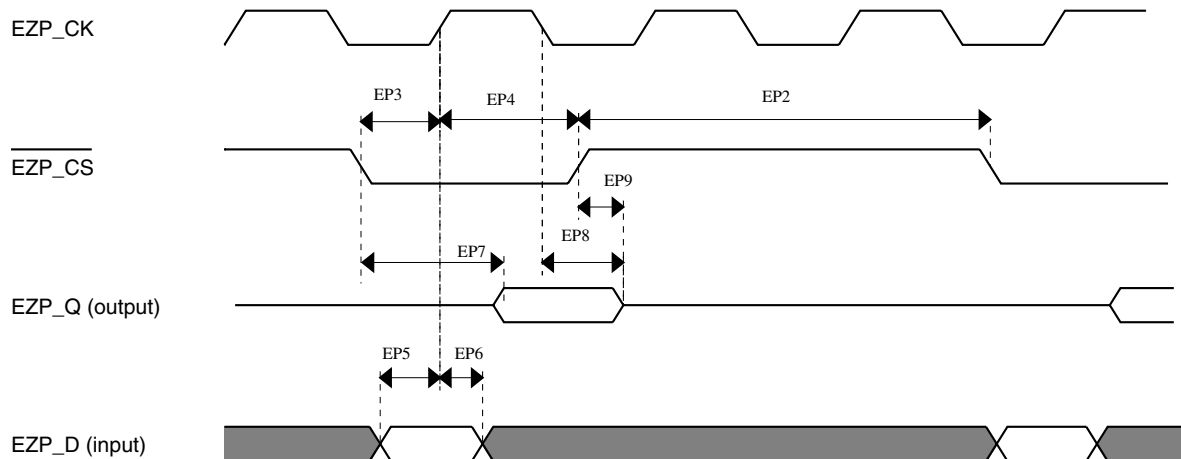 EZP_CK
EP3
EP4
EP2
EZP_CS
EP9
EP8
EP7
EZP_Q (output)
EP5
EP6
EZP_D (input)